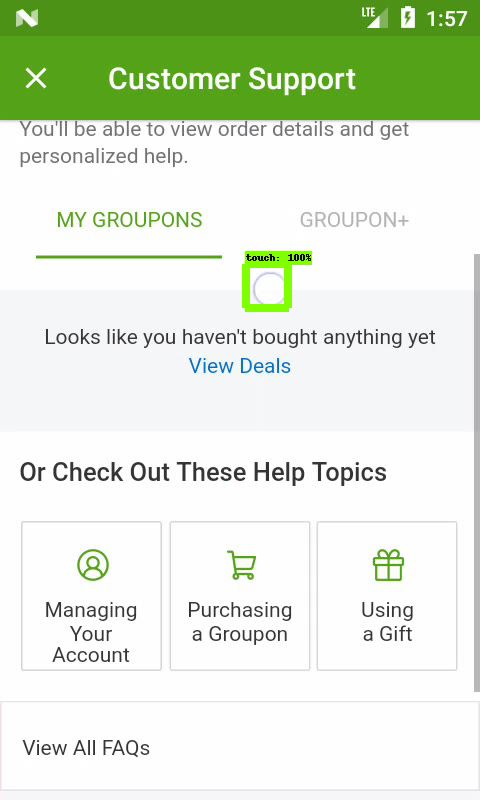 LTE 1:57
Customer Support
You'll be able to view order details and get
personalized help.
MY GROUPONS GROUPON+
touch: 100%
Looks like you haven't bought anything yet
View Deals
Or Check Out These Help Topics
Managing
Your
Account
Purchasing
a Groupon
Using
a Gift
View All FAQs